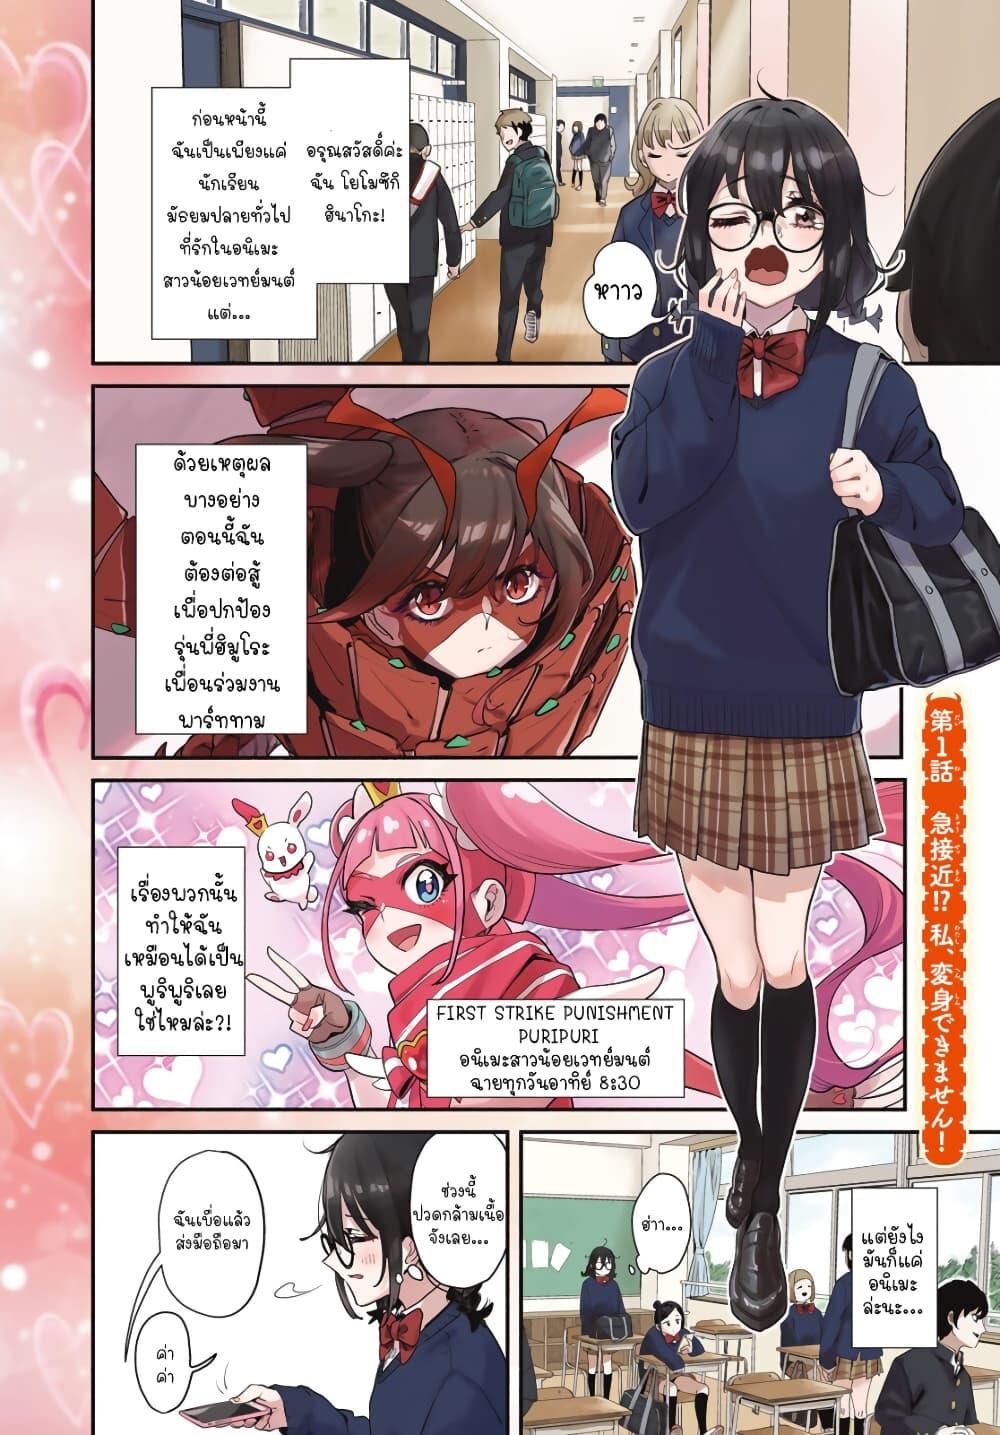 อรุณสวัสดิ์ค่ะ
ฉัน โยโมซึกิ
ฮินาโกะ!
ก่อนหน้านี้
ฉันเป็นเพียงแค่
นักเรียน
มัธยมปลายทั่วไป
ที่รักในอนิเมะ
สาวน้อยเวทย์มนต์
แต่...
หาาว
ด้วยเหตุผล
บางอย่าง
ตอนนี้ฉัน
ต้องต่อสู้
เพื่อปกป้อง
รุ่นพี่ฮิมูโระ
เพื่อนร่วมงาน
พาร์ททาม
第1話 急接近!? 私、変身できません!
เรื่องพวกนั้น
ทำให้ฉัน
เหมือนได้เป็น
พูริพูริเลย
ใช่ไหมล่ะ?!
FIRST STRIKE PUNISHMENT
PURIPURI
อนิเมะสาวน้อยเวทย์มนต์
ฉายทุกวันอาทิย์ 8:30
แต่ยังไง
มันก็แค่
อนิเมะ
ล่ะนะ...
ฮ่าา...
ช่วงนี้
ปวดกล้ามเนื้อ
จังเลย...
ฉันเบื่อแล้ว
ส่งมือถือมา
ค่า
ค่า